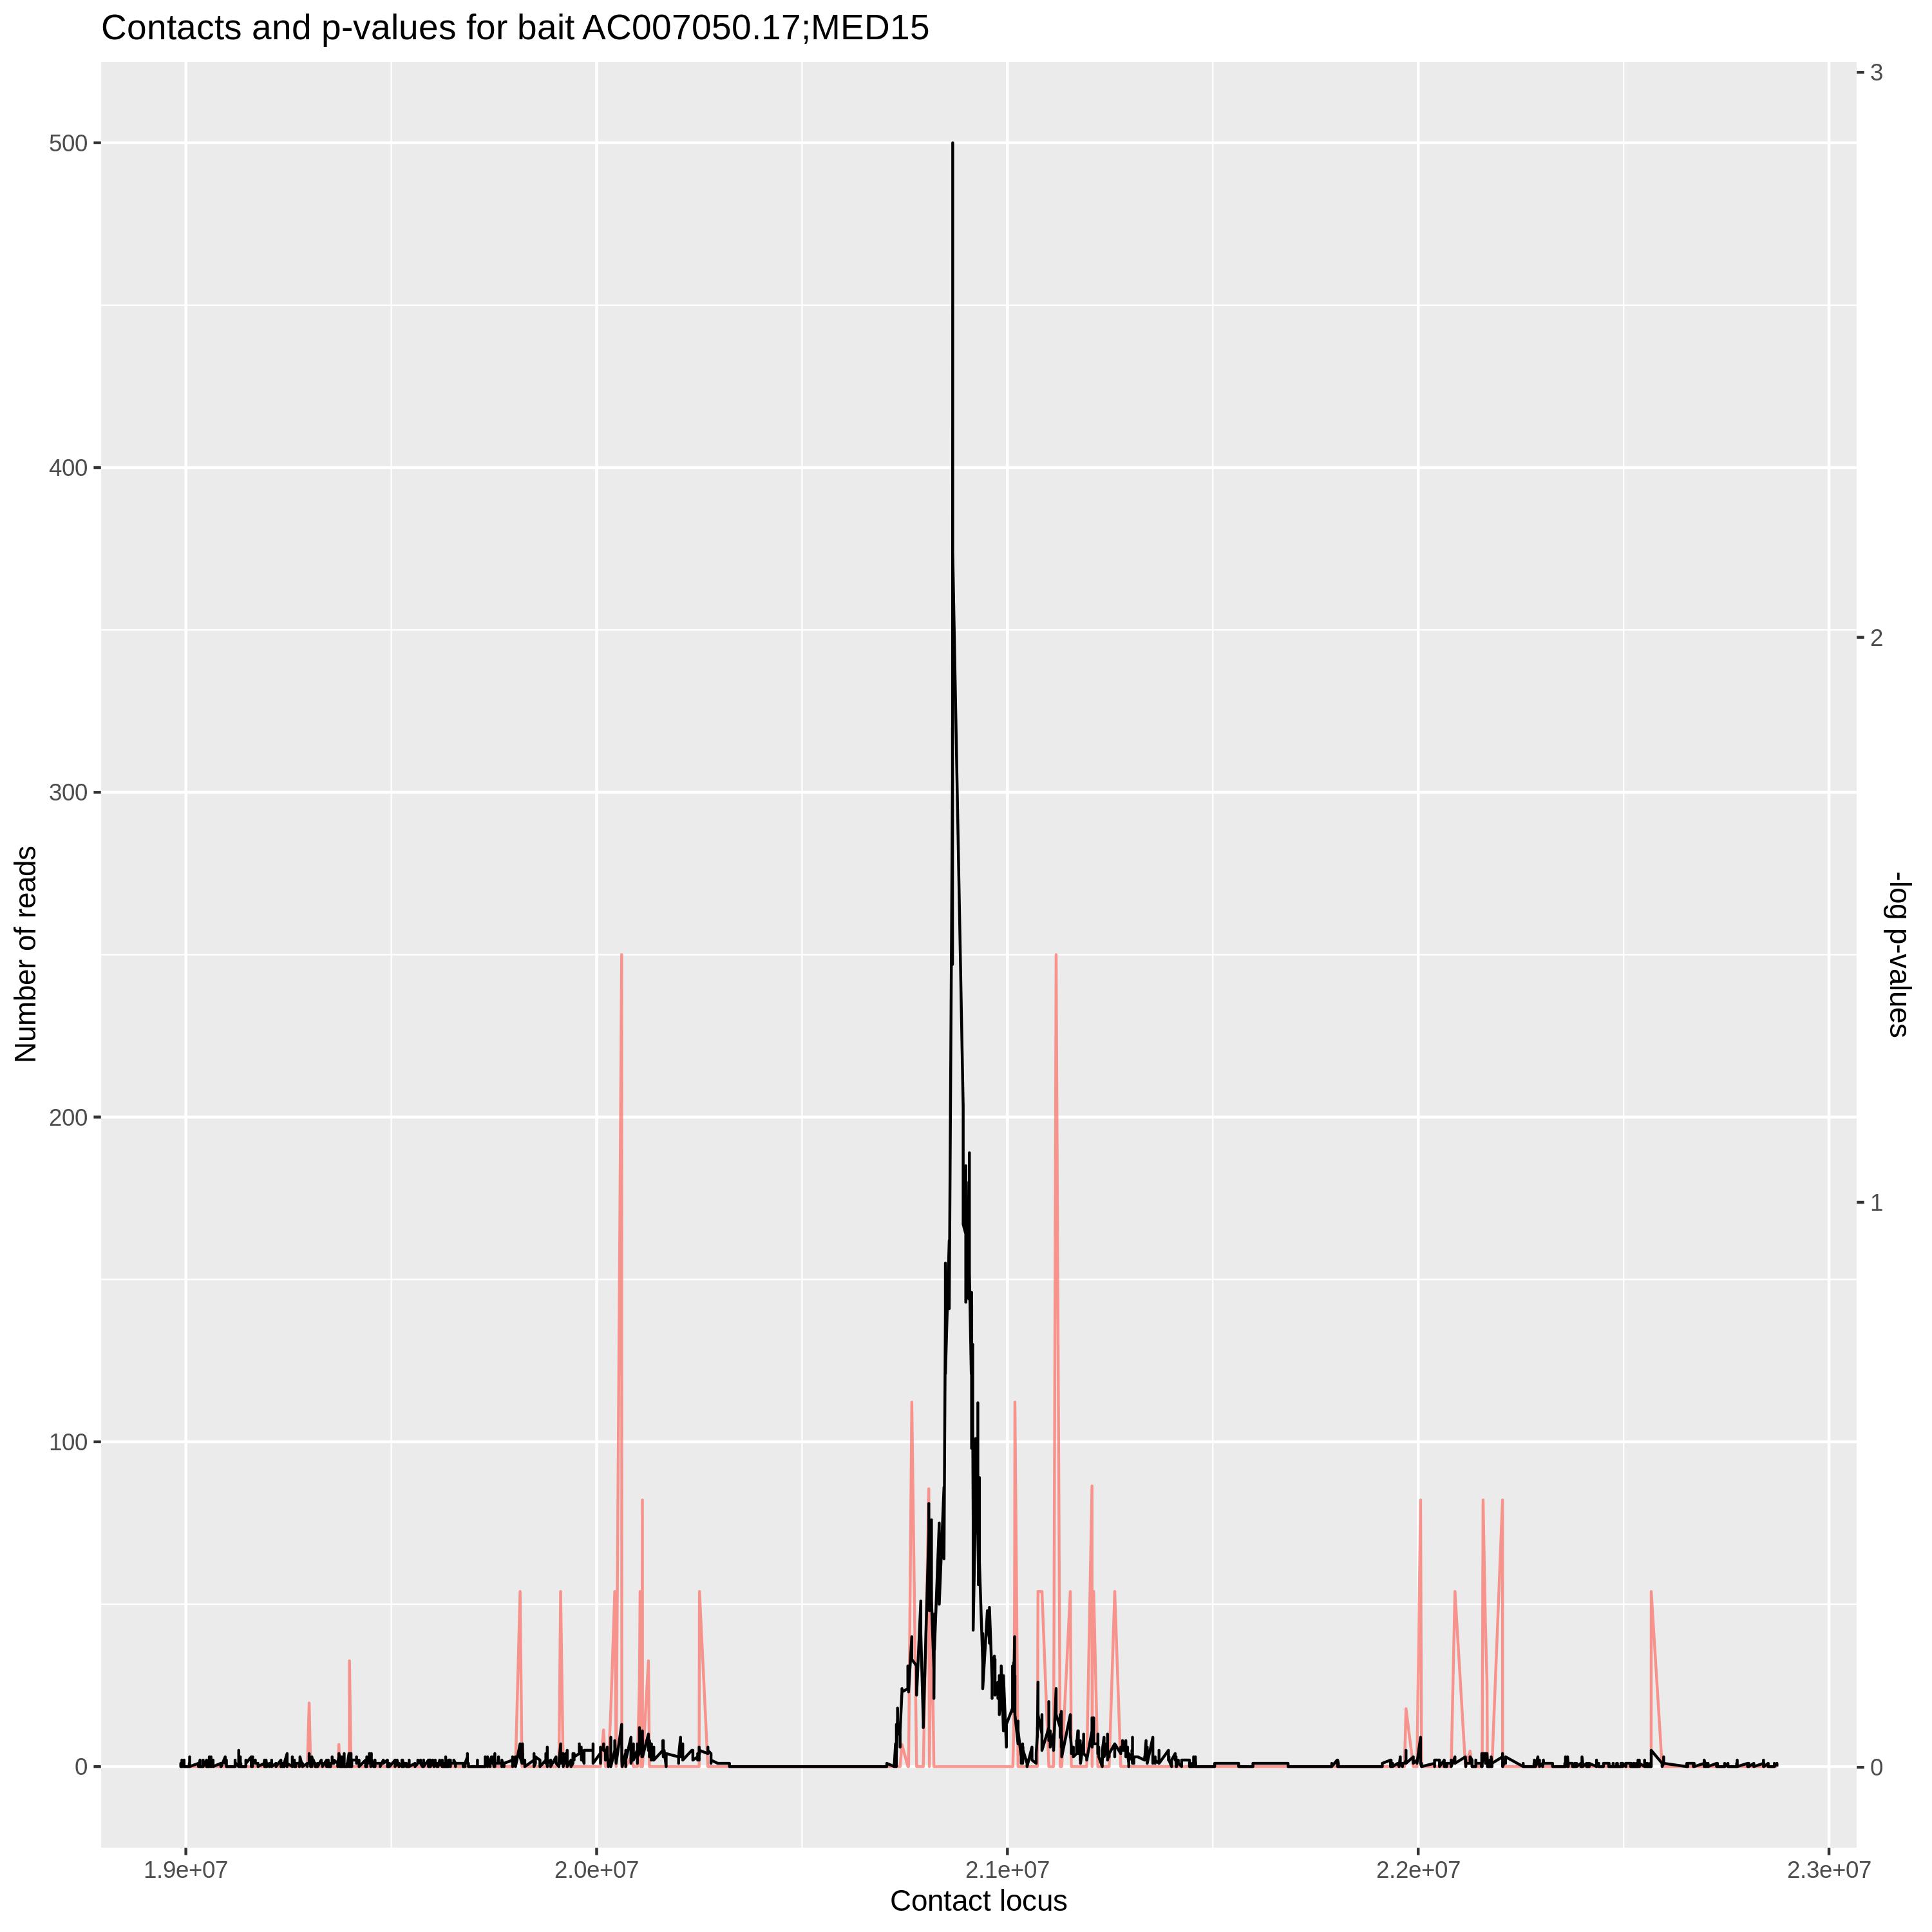 Contacts and p-values for bait AC007050.17;MED15
500
400
300
200
100
0
Number of reads
3
2
1
0
-log p-values
1.9e+07
2.0e+07
2.1e+07
2.2e+07
2.3e+07
Contact locus